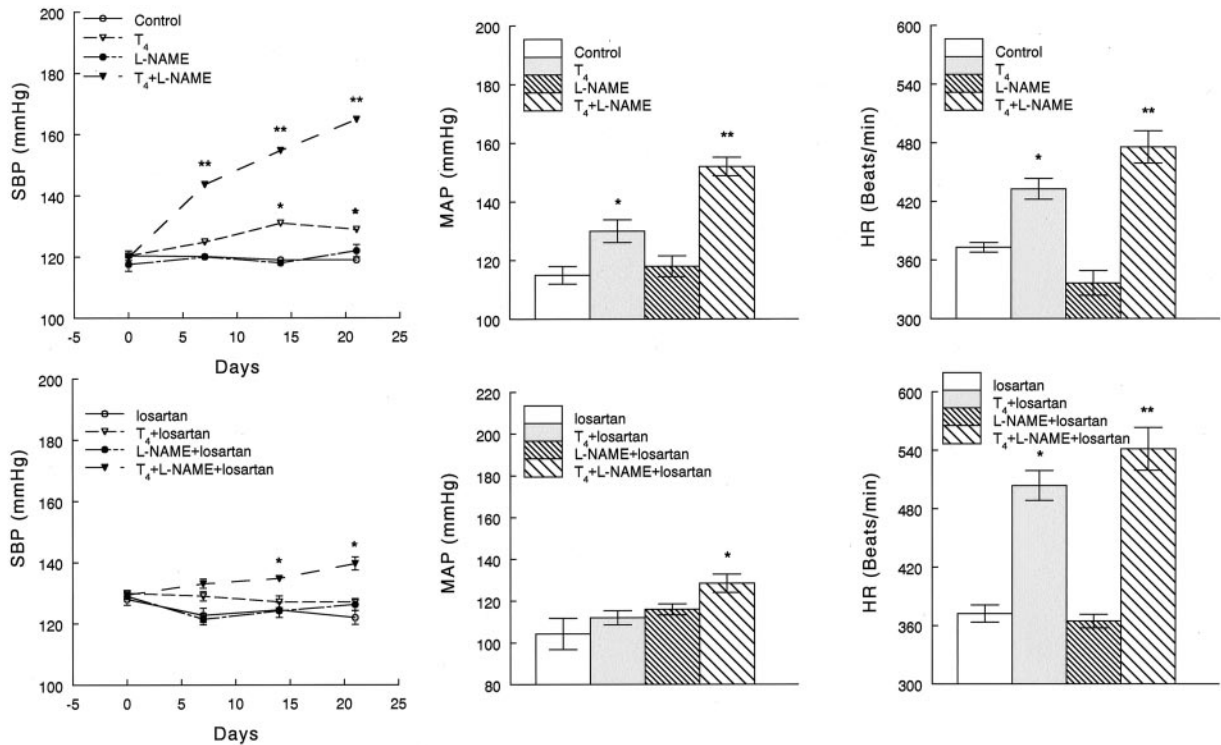 SBP (mmHg)
200
180
160
140
120
100
-5 0 5 10 15 20 25
Days
Control
T4
L-NAME
T4+L-NAME
** ** ** * *
MAP (mmHg)
200
180
160
140
120
100
Control
T4
L-NAME
T4+L-NAME
* **
HR (Beats/min)
600
540
480
420
360
300
Control
T4
L-NAME
T4+L-NAME
* **
SBP (mmHg)
200
180
160
140
120
100
-5 0 5 10 15 20 25
Days
losartan
T4+losartan
L-NAME+losartan
T4+L-NAME+losartan
* *
MAP (mmHg)
220
200
180
160
140
120
100
80
losartan
T4+losartan
L-NAME+losartan
T4+L-NAME+losartan
*
HR (Beats/min)
600
540
480
420
360
300
losartan
T4+losartan
L-NAME+losartan
T4+L-NAME+losartan
* **